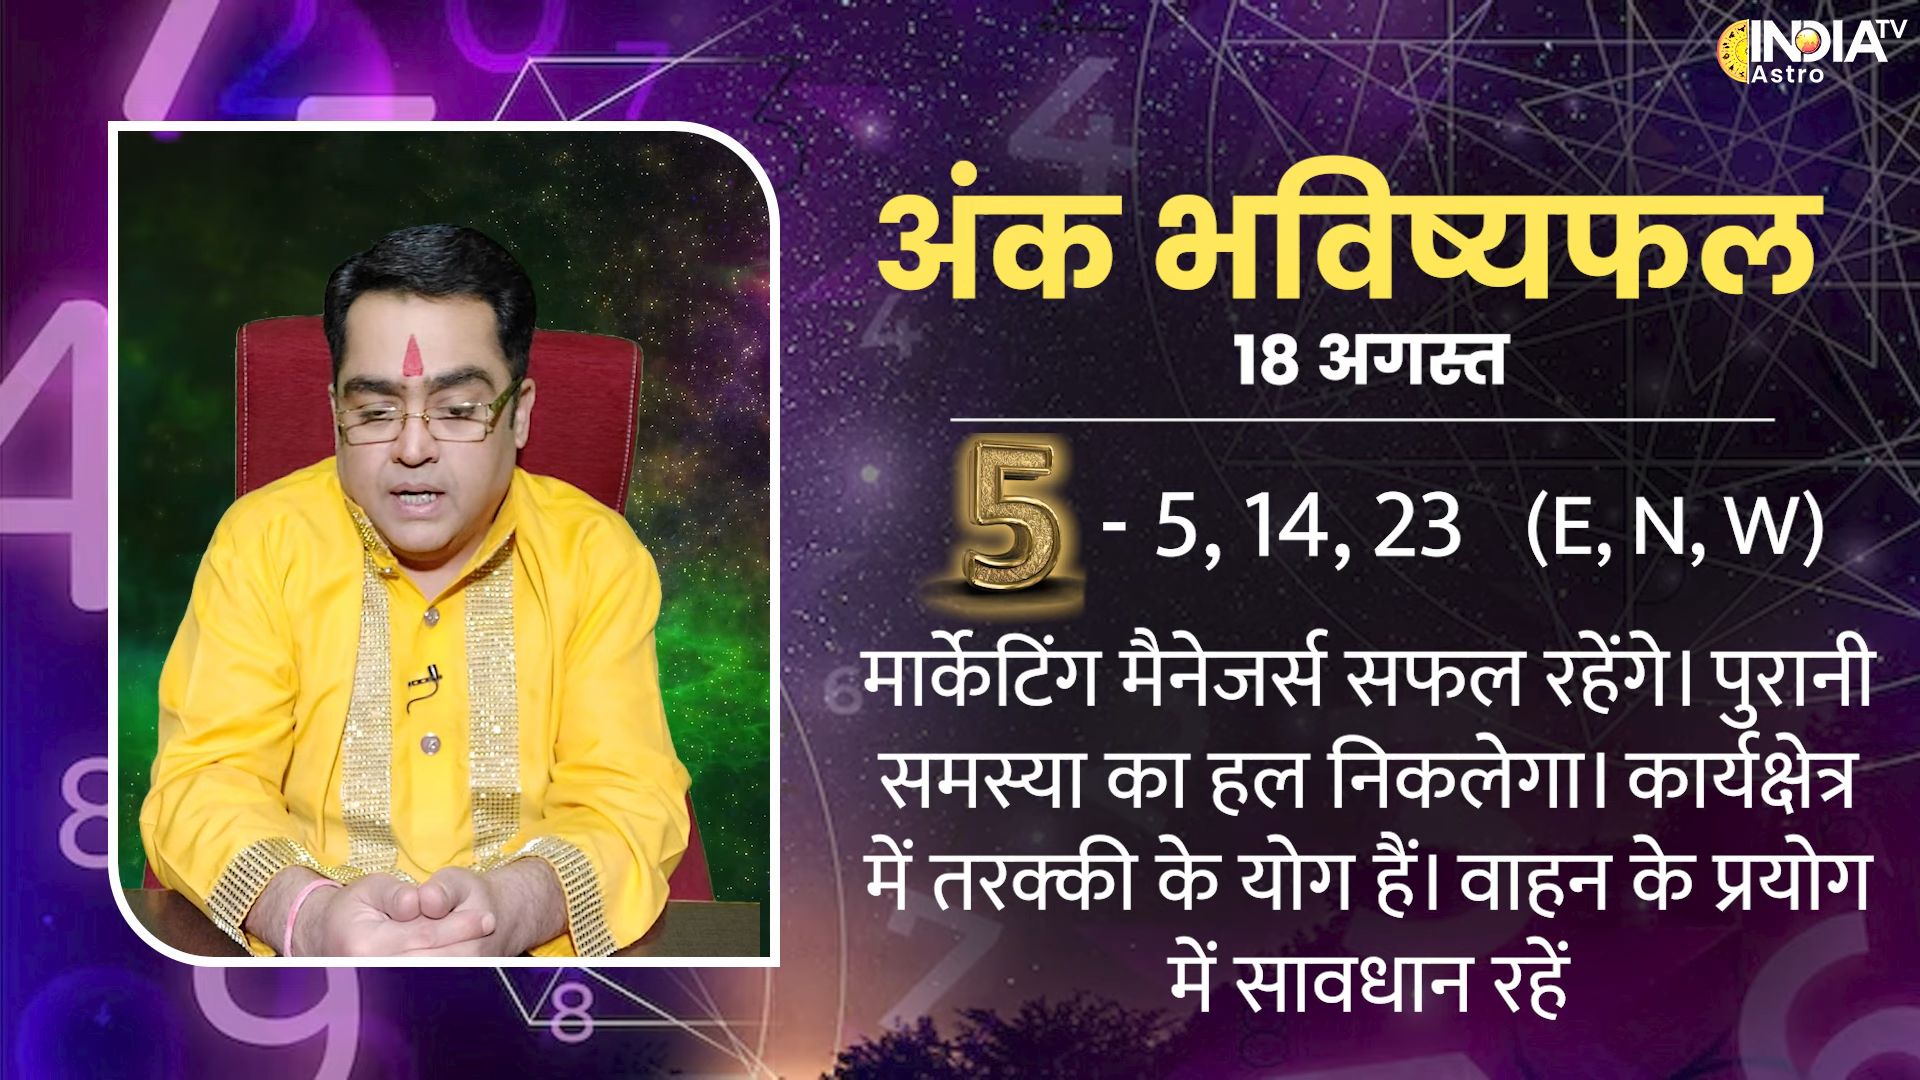 INDIA TV
Astro
अंक भविष्यफल
18 अगस्त
5 - 5, 14, 23 (E, N, W)
मार्केटिंग मैनेजर्स सफल रहेंगे। पुरानी
समस्या का हल निकलेगा। कार्यक्षेत्र
में तरक्की के योग हैं। वाहन के प्रयोग
में सावधान रहें